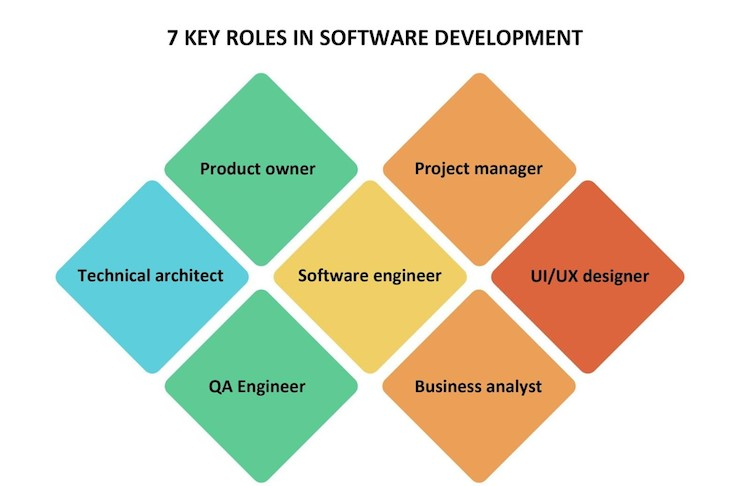 7 KEY ROLES IN SOFTWARE DEVELOPMENT
Product owner
Project manager
Technical architect
Software engineer
UI/UX designer
QA Engineer
Business analyst